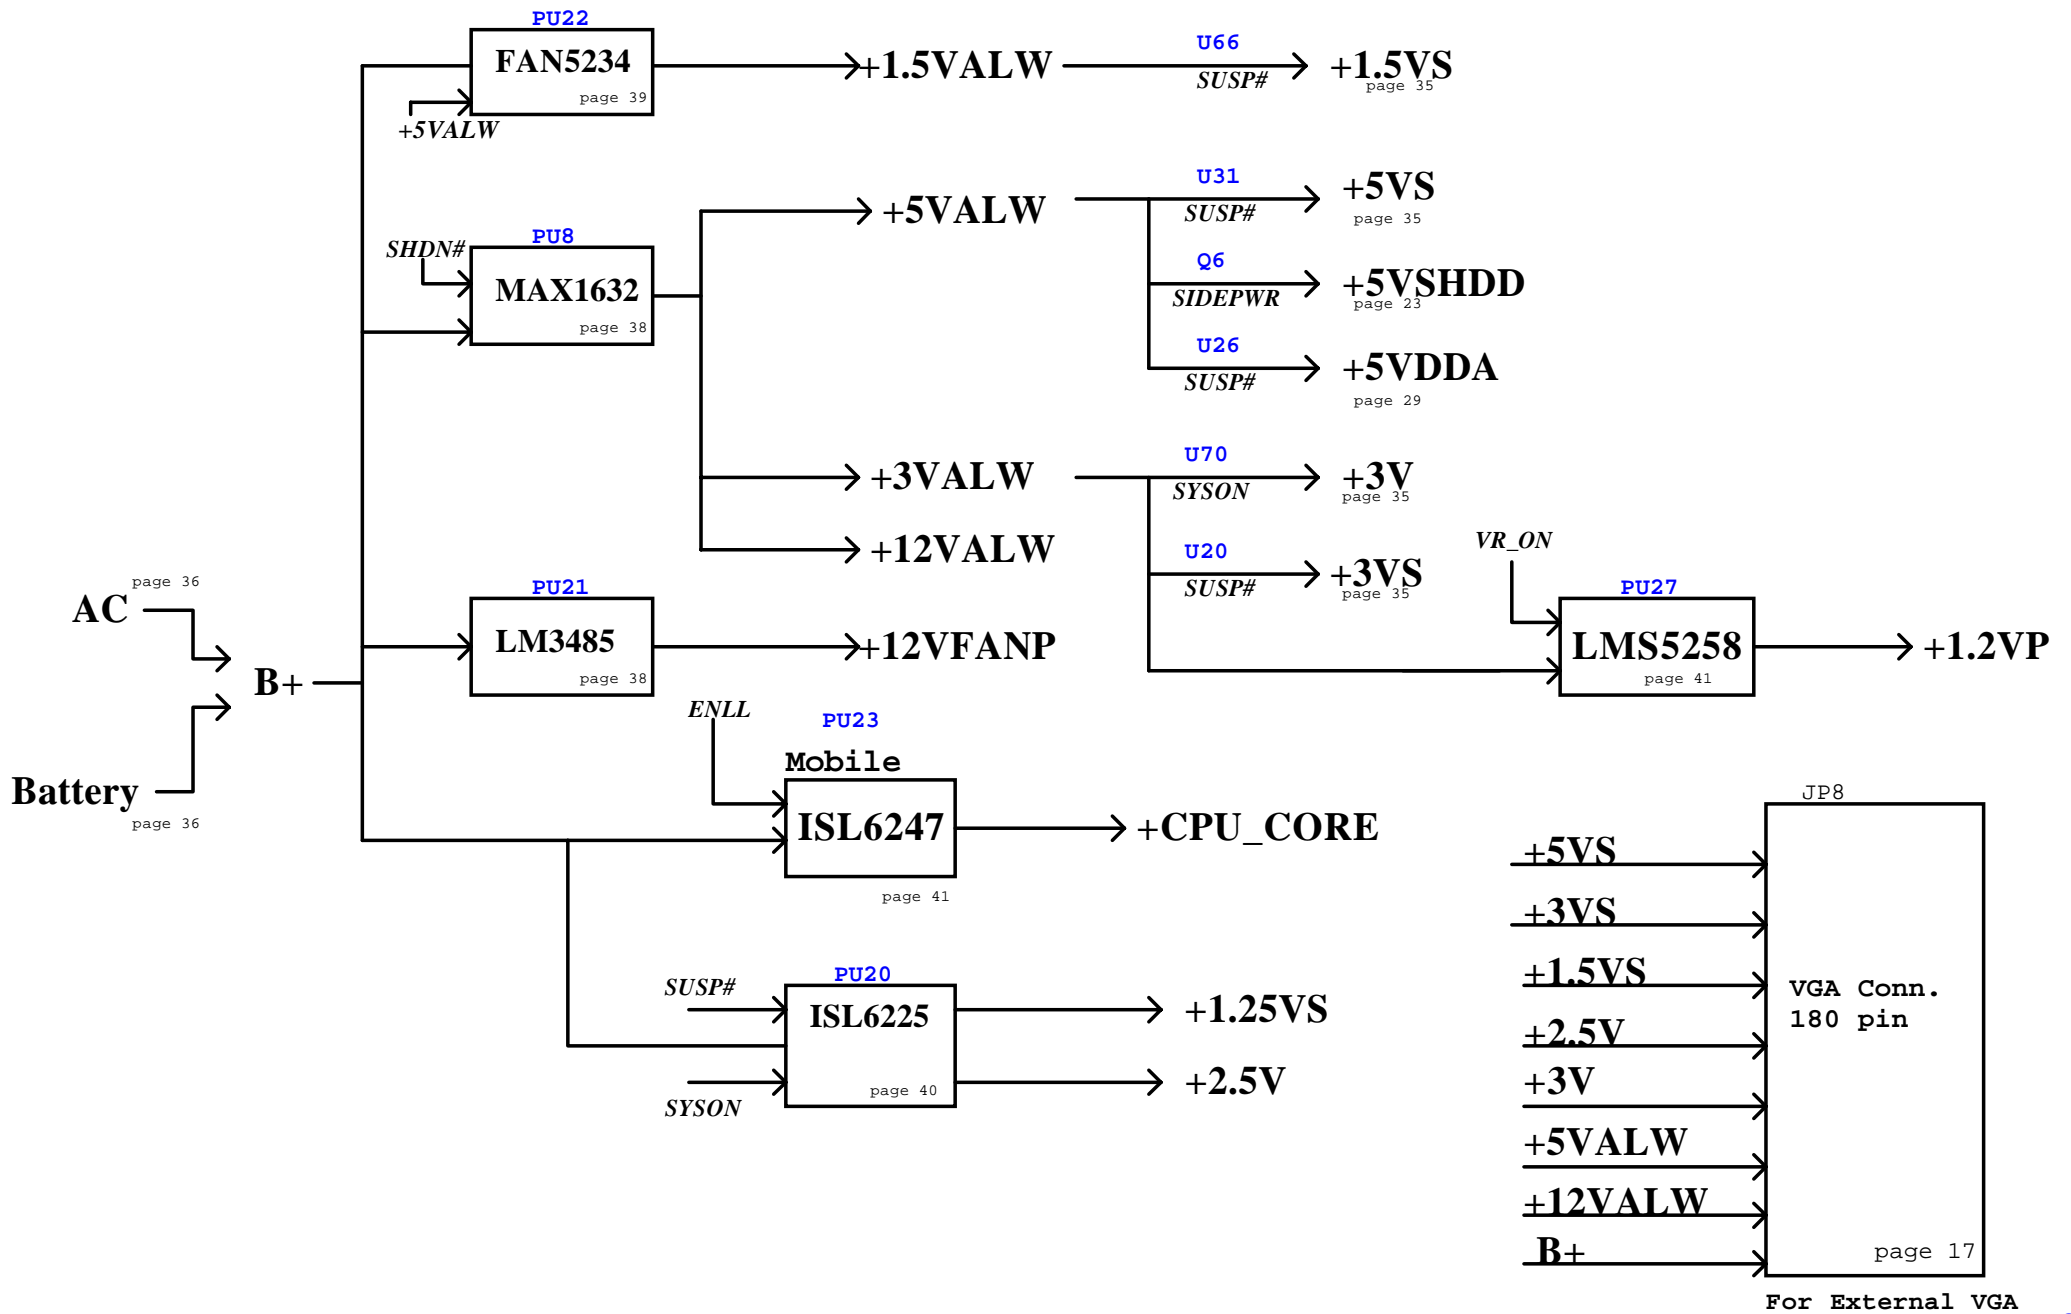 PU22
FAN5234
page 39
+5VALW
+1.5VALW
U66
SUSP#
+1.5VS
page 35
SHDN#
PU8
MAX1632
page 38
+5VALW
U31
SUSP#
+5VS
page 35
Q6
SIDEPWR
+5VSHDD
page 23
U26
SUSP#
+5VDDA
page 29
+3VALW
U70
SYSON
+3V
page 35
+12VALW
U20
SUSP#
+3VS
page 35
VR_ON
PU27
LMS5258
page 41
+1.2VP
page 36
AC
B+
Battery
page 36
PU21
LM3485
page 38
+12VFANP
ENLL
PU23
Mobile
ISL6247
page 41
+CPU_CORE
SUSP#
PU20
ISL6225
page 40
SYSON
+1.25VS
+2.5V
JP8
+5VS
+3VS
+1.5VS
+2.5V
+3V
+5VALW
+12VALW
B+
VGA Conn.
180 pin
page 17
For External VGA